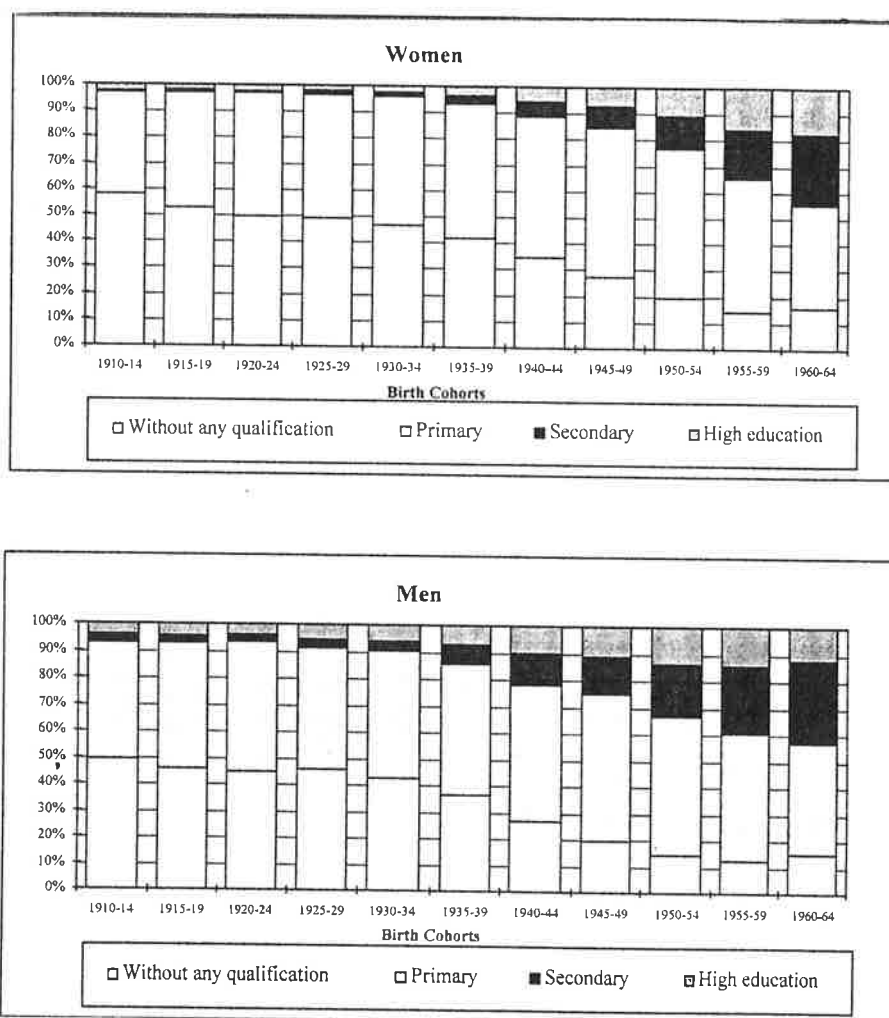 Women
100%
90%
80%
70%
60%
50%
40%
30%
20%
10%
0%
1910-14 1915-19 1920-24 1925-29 1930-34 1935-39 1940-44 1945-49 1950-54 1955-59 1960-64
Birth Cohorts
Without any qualification Primary Secondary High education
Men
100%
90%
80%
70%
60%
50%
40%
30%
20%
10%
0%
1910-14 1915-19 1920-24 1925-29 1930-34 1935-39 1940-44 1945-49 1950-54 1955-59 1960-64
Birth Cohorts
Without any qualification Primary Secondary High education